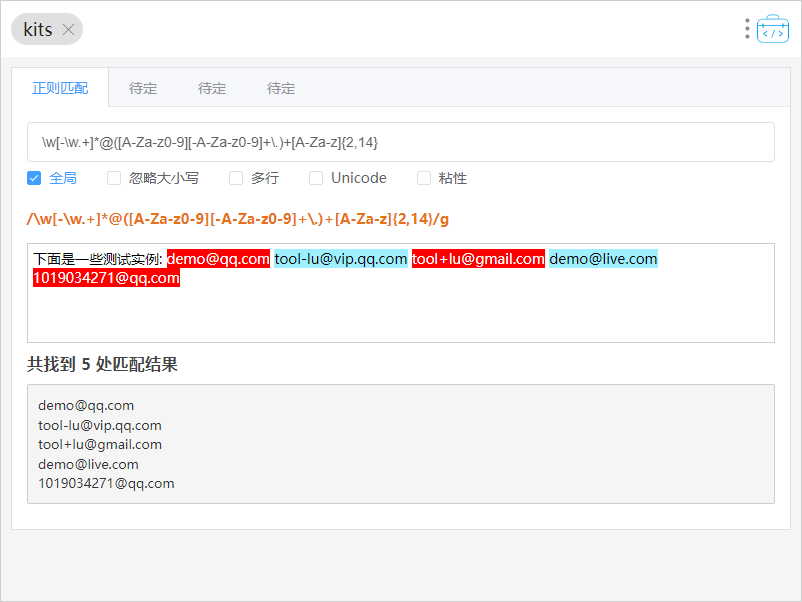 kits
</>
正则匹配 待定 待定 待定
\w[-\w.+]*@([A-Za-z0-9][-A-Za-z0-9]+\.)+[A-Za-z]{2,14}
全局 忽略大小写 多行 Unicode 粘性
/\w[-\w.+]*@([A-Za-z0-9][-A-Za-z0-9]+\.)+[A-Za-z]{2,14}/g
下面是一些测试实例: demo@qq.com tool-lu@vip.qq.com tool+lu@gmail.com demo@live.com
1019034271@qq.com
共找到 5 处匹配结果
demo@qq.com
tool-lu@vip.qq.com
tool+lu@gmail.com
demo@live.com
1019034271@qq.com